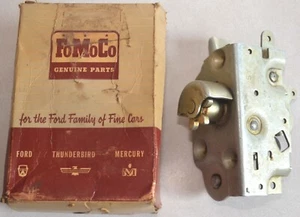 FoMoCo
GENUINE PARTS
for the Ford Family of Fine Cars
FORD THUNDERBIRD MERCURY